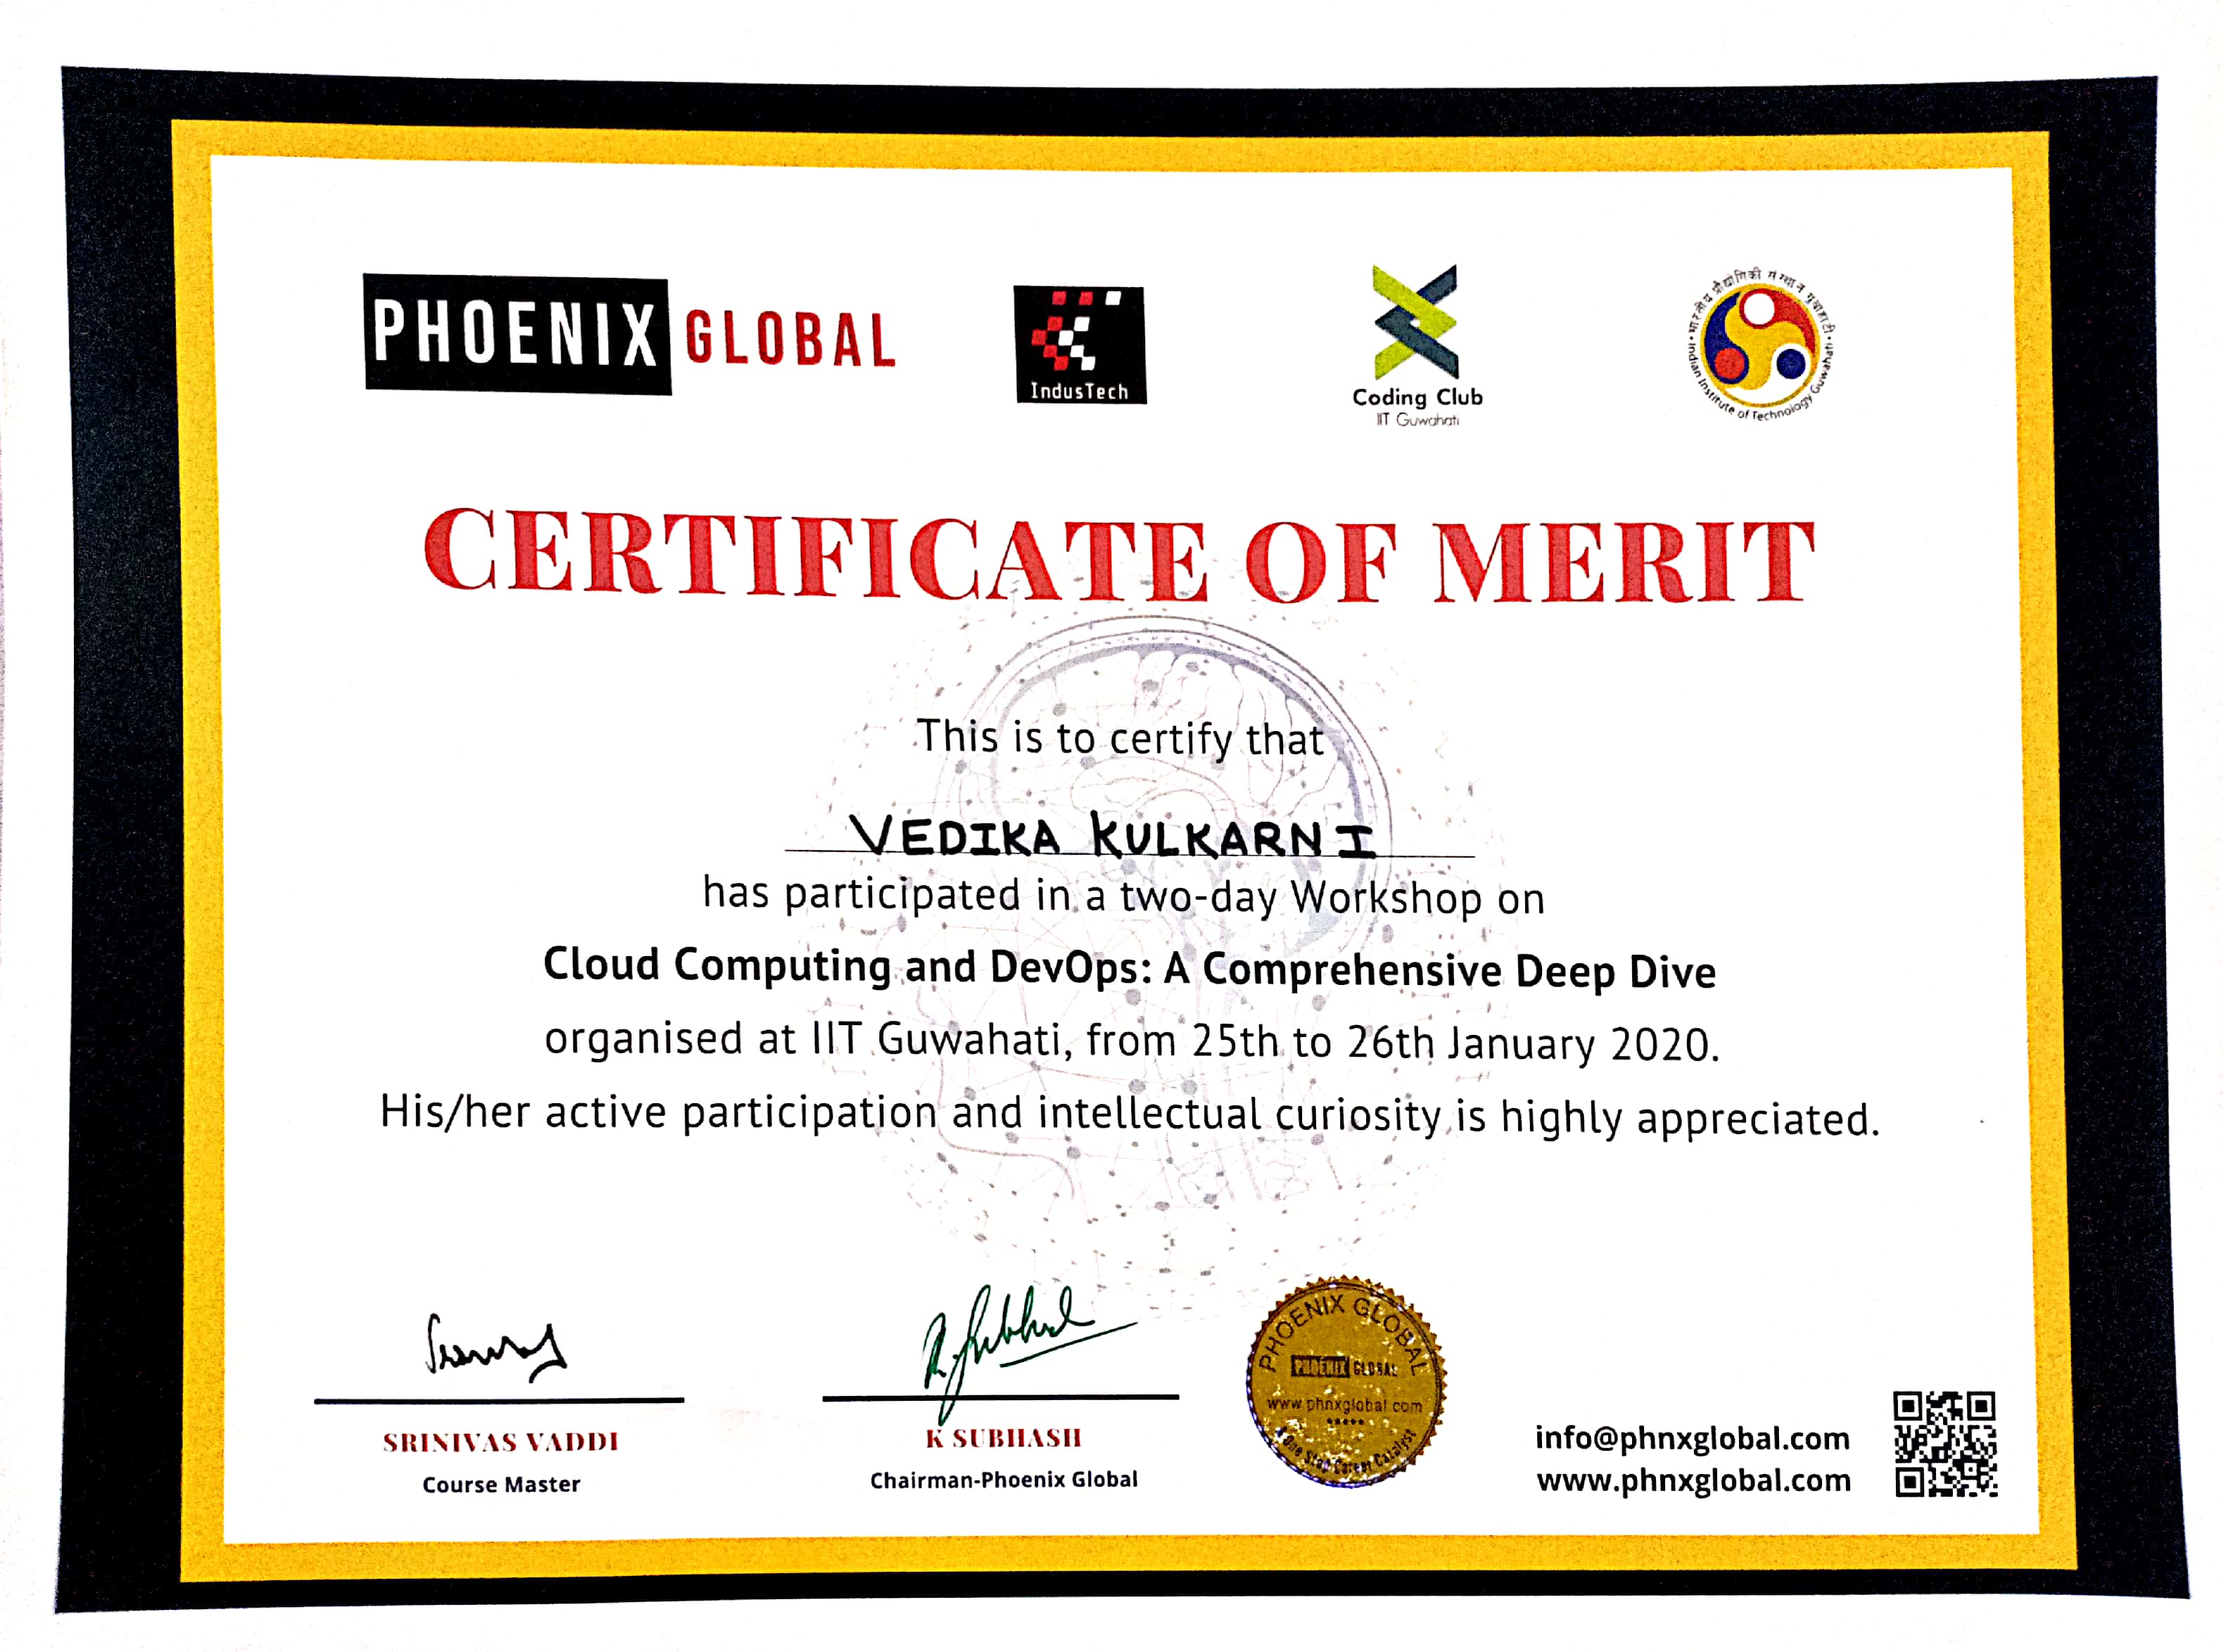 PHOENIX GLOBAL
IndusTech
Coding Club
IIT Guwahati
भारतीय प्रौद्योगिकी संस्थान गुवाहाटी
Indian Institute of Technology Guwahati
CERTIFICATE OF MERIT
This is to certify that
VEDIKA KULKARNI
has participated in a two-day Workshop on
Cloud Computing and DevOps: A Comprehensive Deep Dive
organised at IIT Guwahati, from 25th to 26th January 2020.
His/her active participation and intellectual curiosity is highly appreciated.
SRINIVAS VADDI
Course Master
K SUBHASH
Chairman-Phoenix Global
PHOENIX GLOBAL
PHOENIX GLOBAL
www.phnxglobal.com
A One Stop Career Catalyst
info@phnxglobal.com
www.phnxglobal.com